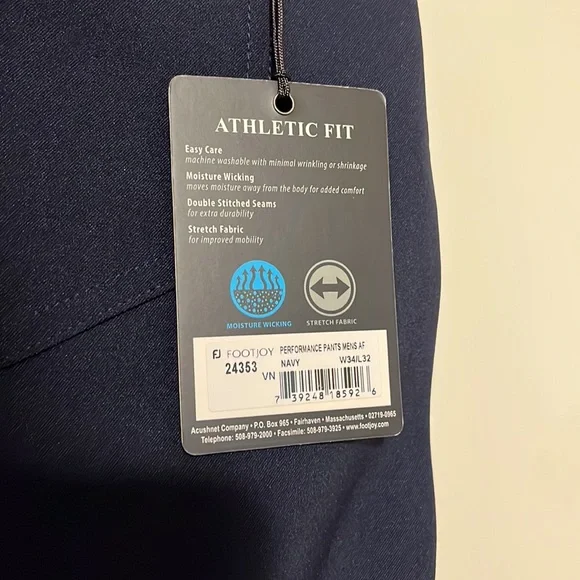 ATHLETIC FIT
Easy Care
machine washable with minimal wrinkling or shrinkage
Moisture Wicking
moves moisture away from the body for added comfort
Double Stitched Seams
for extra durability
Stretch Fabric
for improved mobility
MOISTURE WICKING STRETCH FABRIC
FJ FOOTJOY PERFORMANCE PANTS MENS AF
24353 NAVY W34/L32
VN
7 39248 18592 6
Acushnet Company • P.O. Box 965 • Fairhaven • Massachusetts • 02719-0965
Telephone: 508-979-2000 • Facsimile: 508-979-3925 • www.footjoy.com